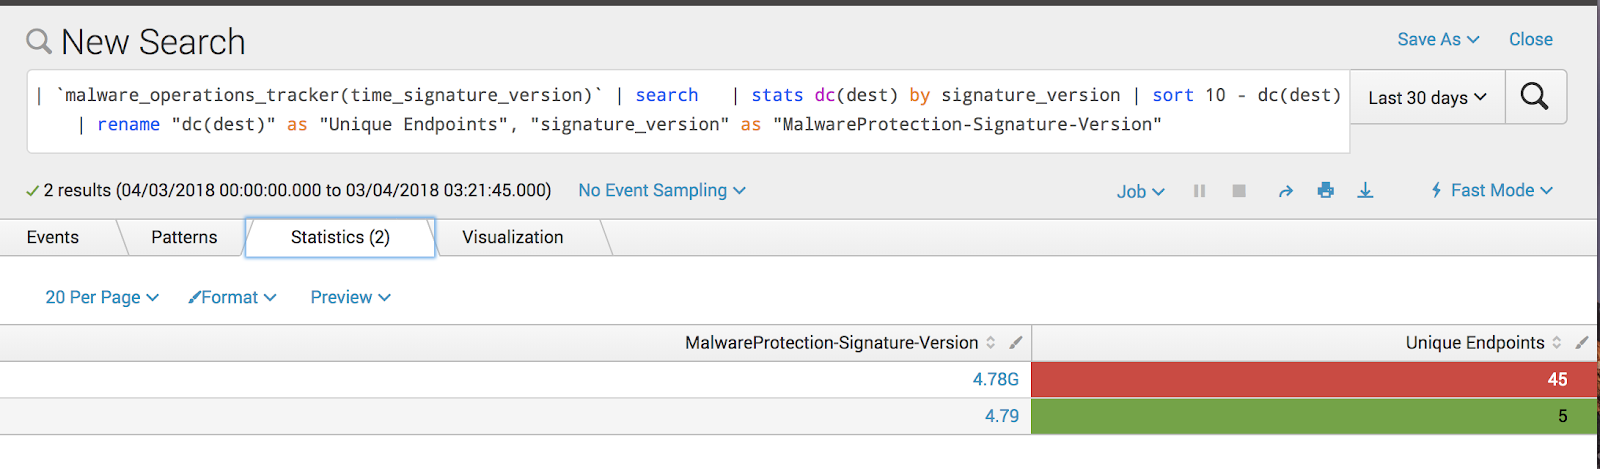 New Search
Save As
Close
| `malware_operations_tracker(time_signature_version)` | search   | stats dc(dest) by signature_version | sort 10 - dc(dest)
| rename "dc(dest)" as "Unique Endpoints", "signature_version" as "MalwareProtection-Signature-Version"
Last 30 days
2 results (04/03/2018 00:00:00.000 to 03/04/2018 03:21:45.000)
No Event Sampling
Job
Fast Mode
Events
Patterns
Statistics (2)
Visualization
20 Per Page
Format
Preview
MalwareProtection-Signature-Version
Unique Endpoints
4.78G
45
4.79
5